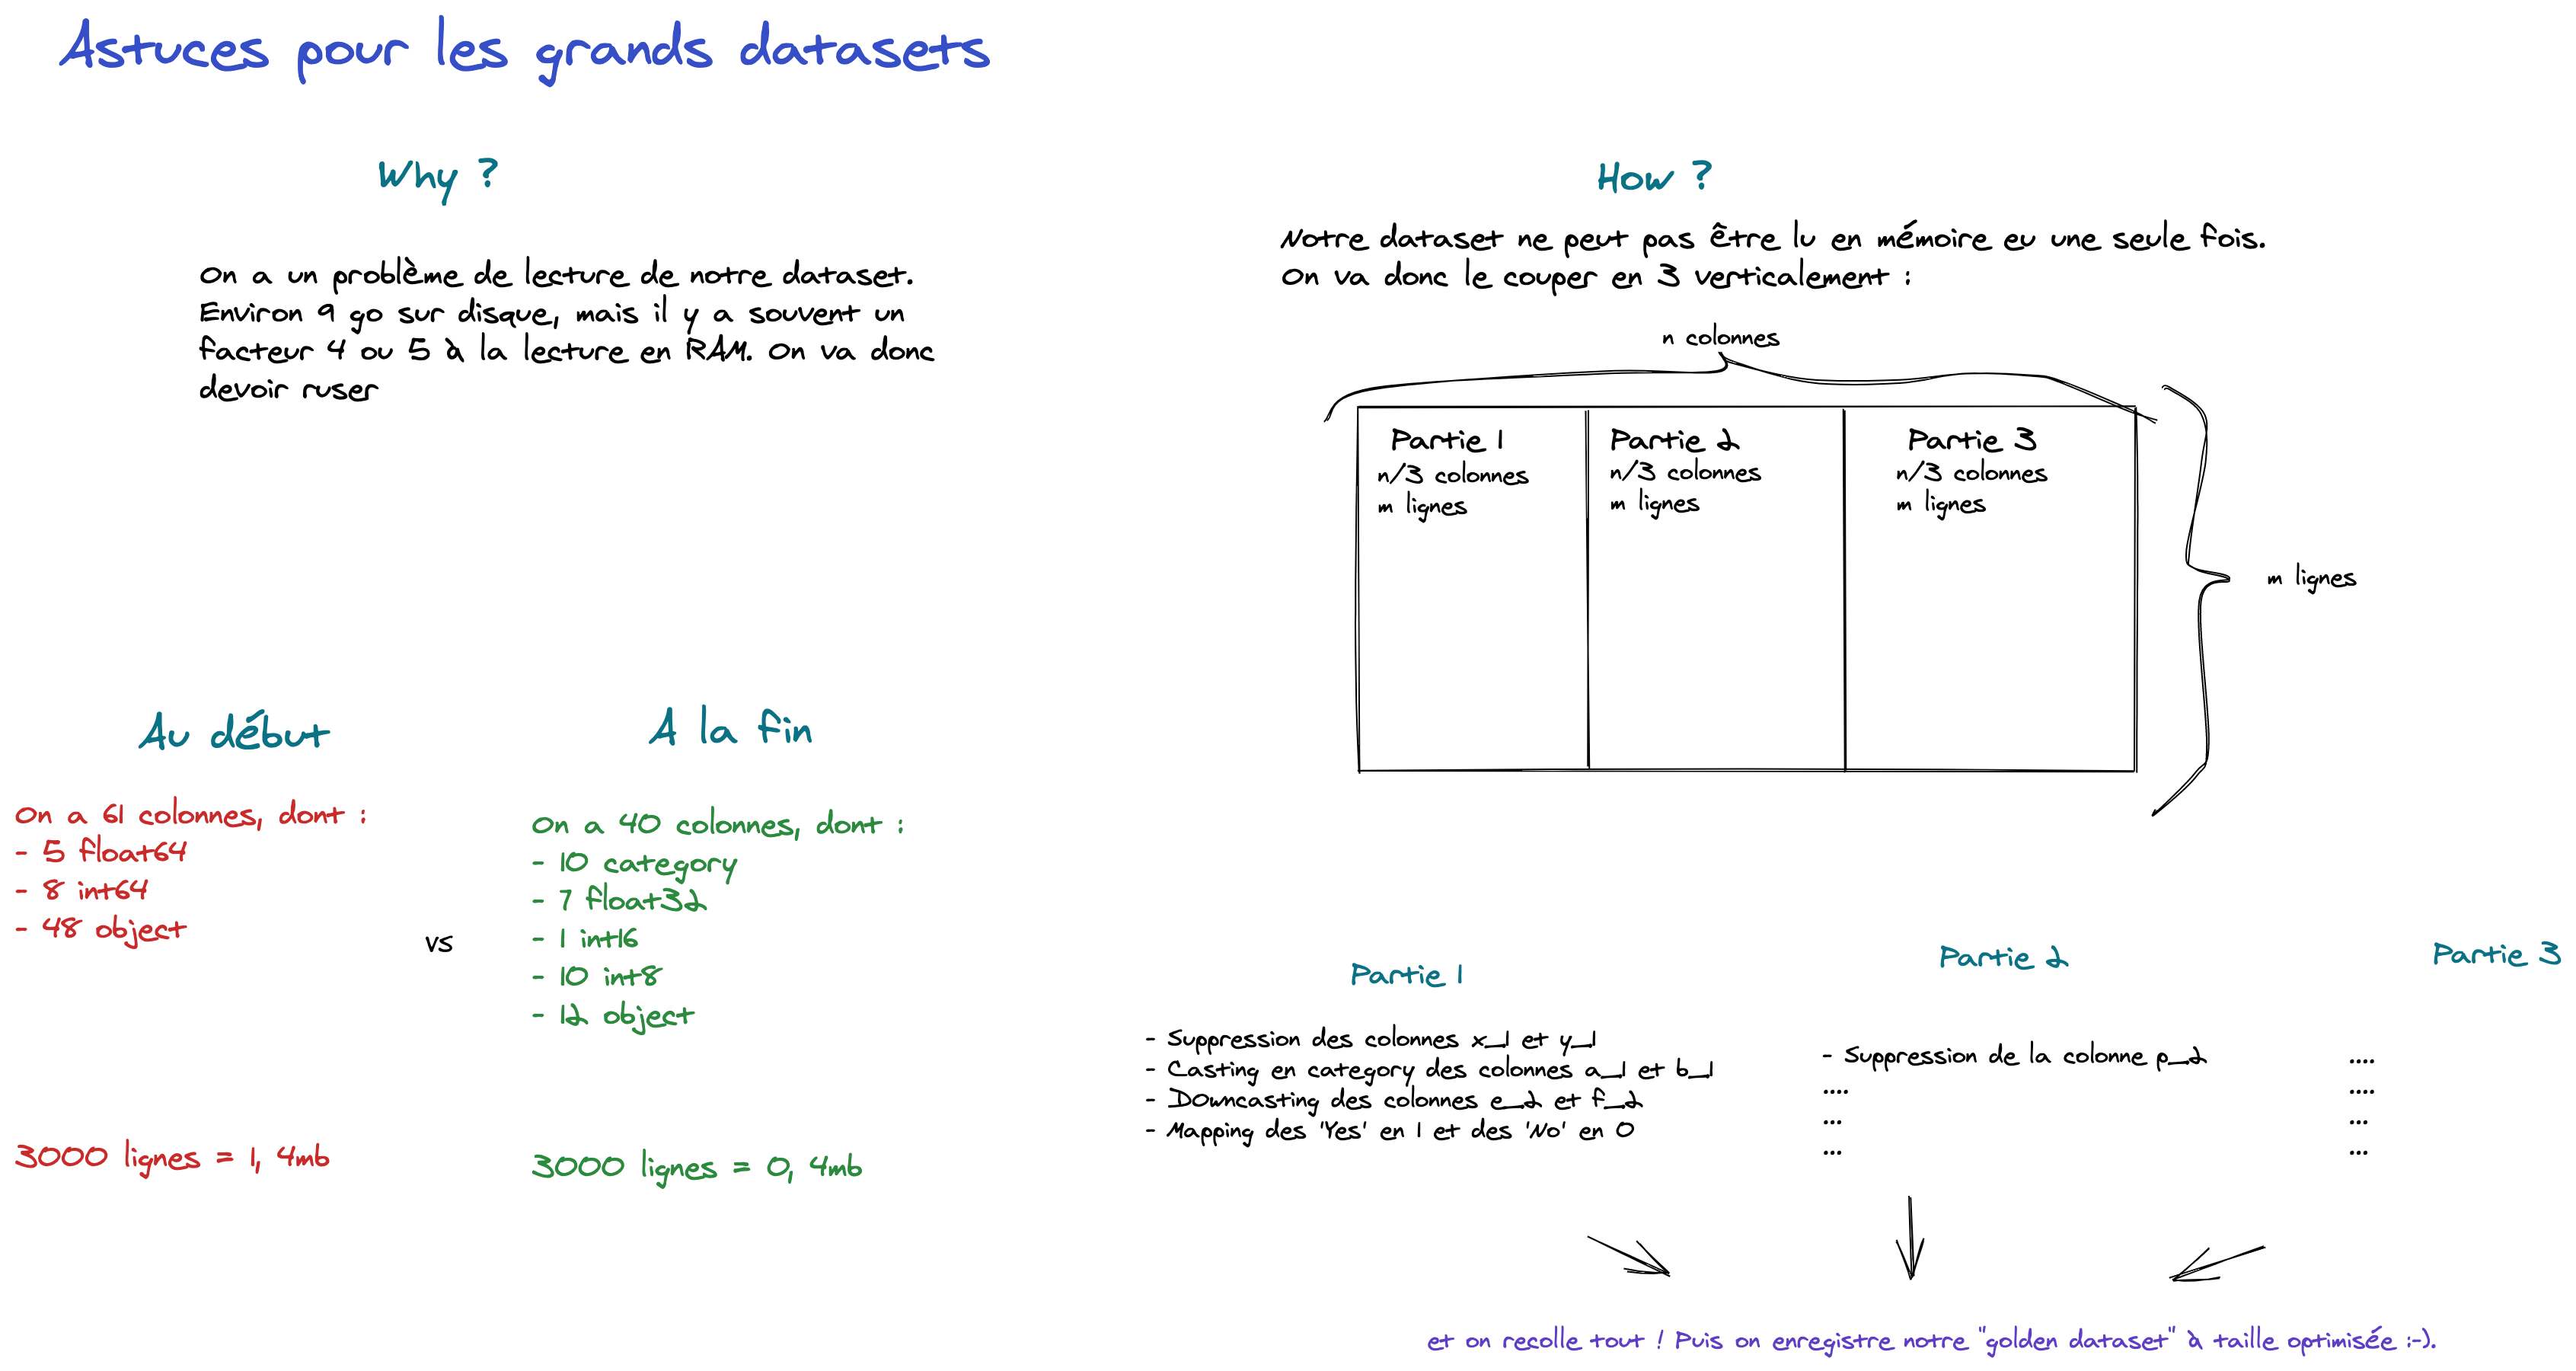 Astuces pour les grands datasets
Why ?
On a un problème de lecture de notre dataset.
Environ 9 go sur disque, mais il y a souvent un
facteur 4 ou 5 à la lecture en RAM. On va donc
devoir ruser
How ?
Notre dataset ne peut pas être lu en mémoire eu une seule fois.
On va donc le couper en 3 verticalement :
n colonnes
Partie 1
n/3 colonnes
m lignes
Partie 2
n/3 colonnes
m lignes
Partie 3
n/3 colonnes
m lignes
m lignes
Au début
On a 61 colonnes, dont :
- 5 float64
- 8 int64
- 48 object
3000 lignes = 1, 4mb
vs
A la fin
On a 40 colonnes, dont :
- 10 category
- 7 float32
- 1 int16
- 10 int8
- 12 object
3000 lignes = 0, 4mb
Partie 1
- Suppression des colonnes x_1 et y_1
- Casting en category des colonnes a_1 et b_1
- DOwncasting des colonnes e_2 et f_2
- Mapping des 'Yes' en 1 et des 'No' en 0
Partie 2
- Suppression de la colonne p_2
....
...
...
Partie 3
....
....
...
...
et on recolle tout ! Puis on enregistre notre "golden dataset" à taille optimisée :-).